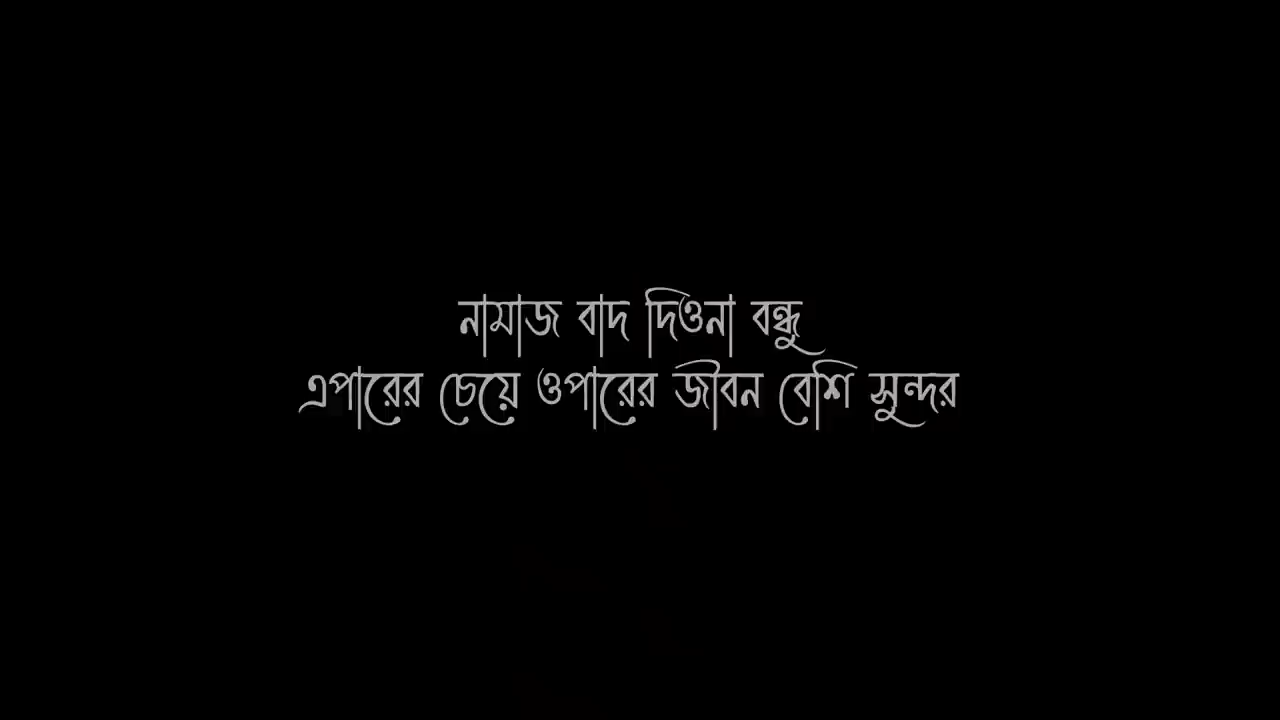 নামাজ বাদ দিওনা বন্ধু
এপারের চেয়ে ওপারের জীবন বেশি সুন্দর